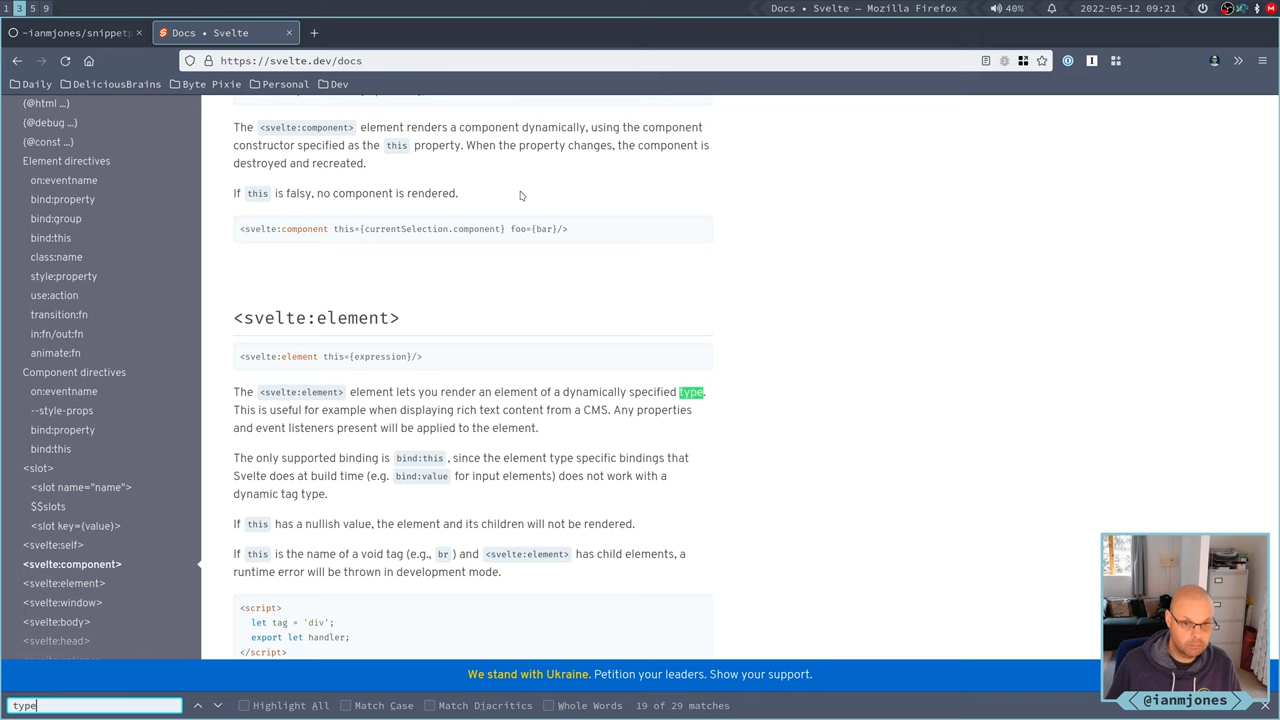 1 3 5 9
Docs • Svelte — Mozilla Firefox
40%
2022-05-12 09:21
~ianmjones/snippetp
Docs • Svelte
https://svelte.dev/docs
Daily DeliciousBrains Byte Pixie Personal Dev
{@html ...}
{@debug ...}
{@const ...}
Element directives
on:eventname
bind:property
bind:group
bind:this
class:name
style:property
use:action
transition:fn
in:fn/out:fn
animate:fn
Component directives
on:eventname
--style-props
bind:property
bind:this
<slot>
<slot name="name">
$$slots
<slot key={value}>
<svelte:self>
<svelte:component>
<svelte:element>
<svelte:window>
<svelte:body>
<svelte:head>
The <svelte:component> element renders a component dynamically, using the component
constructor specified as the this property. When the property changes, the component is
destroyed and recreated.
If this is falsy, no component is rendered.
<svelte:component this={currentSelection.component} foo={bar}/>
<svelte:element>
<svelte:element this={expression}/>
The <svelte:element> element lets you render an element of a dynamically specified type.
This is useful for example when displaying rich text content from a CMS. Any properties
and event listeners present will be applied to the element.
The only supported binding is bind:this, since the element type specific bindings that
Svelte does at build time (e.g. bind:value for input elements) does not work with a
dynamic tag type.
If this has a nullish value, the element and its children will not be rendered.
If this is the name of a void tag (e.g., br) and <svelte:element> has child elements, a
runtime error will be thrown in development mode.
<script>
let tag = 'div';
export let handler;
</script>
We stand with Ukraine. Petition your leaders. Show your support.
@ianmjones
type
Highlight All Match Case Match Diacritics Whole Words 19 of 29 matches